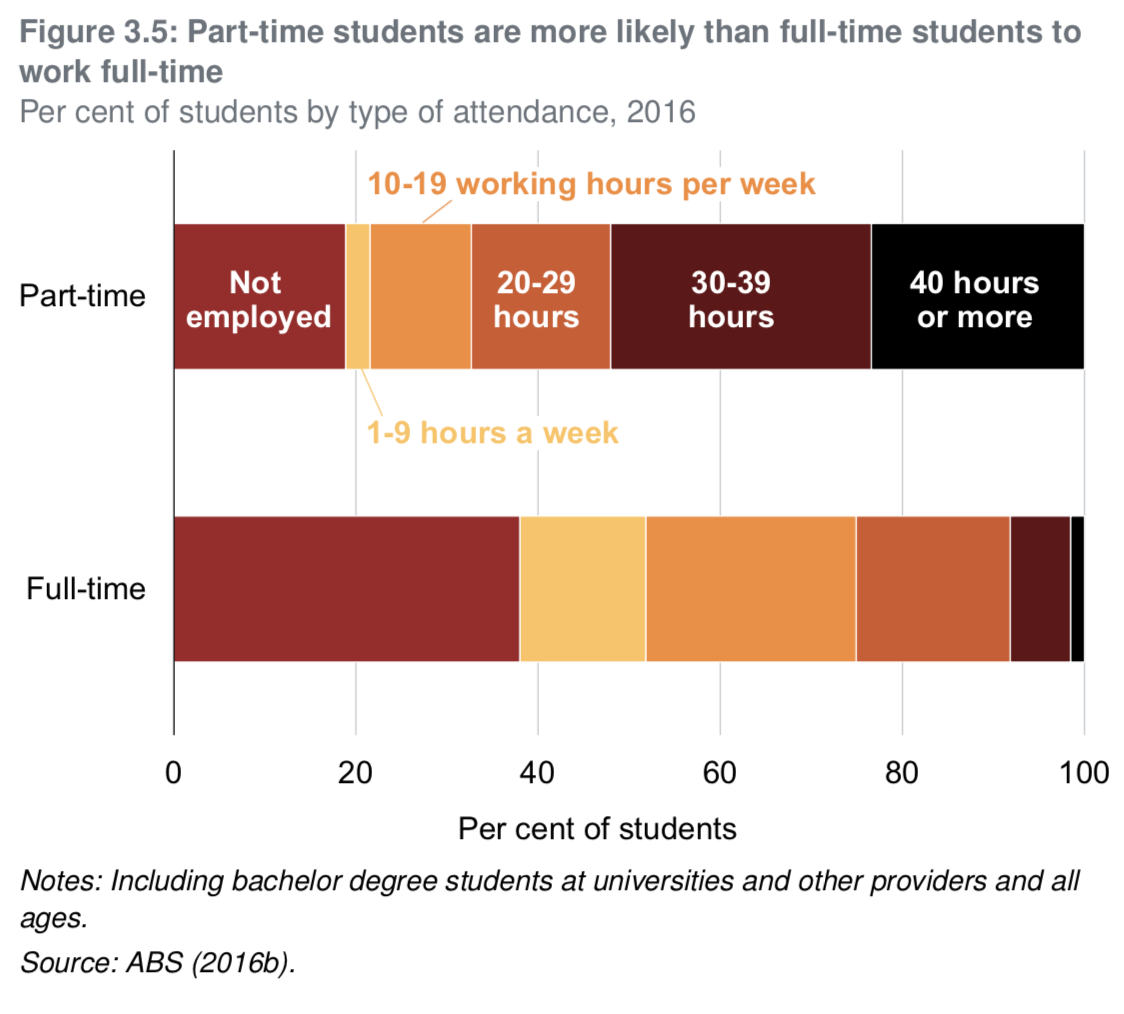 Figure 3.5: Part-time students are more likely than full-time students to
work full-time
Per cent of students by type of attendance, 2016
10-19 working hours per week
Part-time
Not
employed
20-29
hours
30-39
hours
40 hours
or more
1-9 hours a week
Full-time
0 20 40 60 80 100
Per cent of students
Notes: Including bachelor degree students at universities and other providers and all
ages.
Source: ABS (2016b).